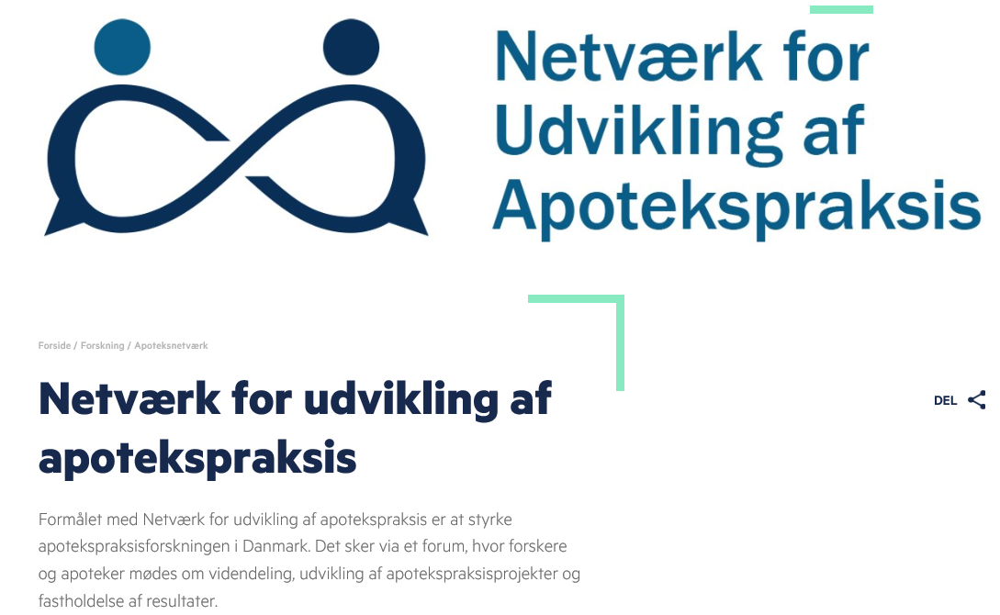 Netværk for
Udvikling af
Apotekspraksis
Forside / Forskning / Apoteksnetværk
Netværk for udvikling af
apotekspraksis
DEL
Formålet med Netværk for udvikling af apotekspraksis er at styrke
apotekspraksisforskningen i Danmark. Det sker via et forum, hvor forskere
og apoteker mødes om videndeling, udvikling af apotekspraksisprojekter og
fastholdelse af resultater.